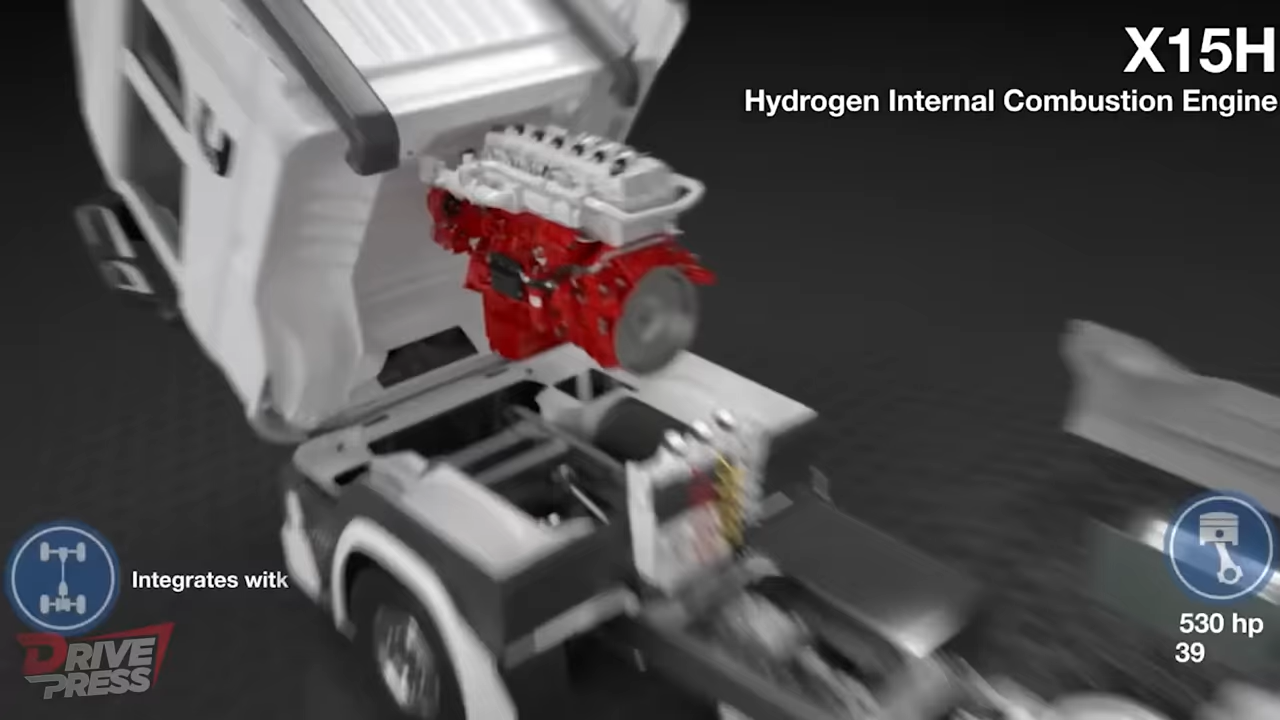 X15H
Hydrogen Internal Combustion Engine
Integrates witk
530 hp
39
DRIVE
PRESS